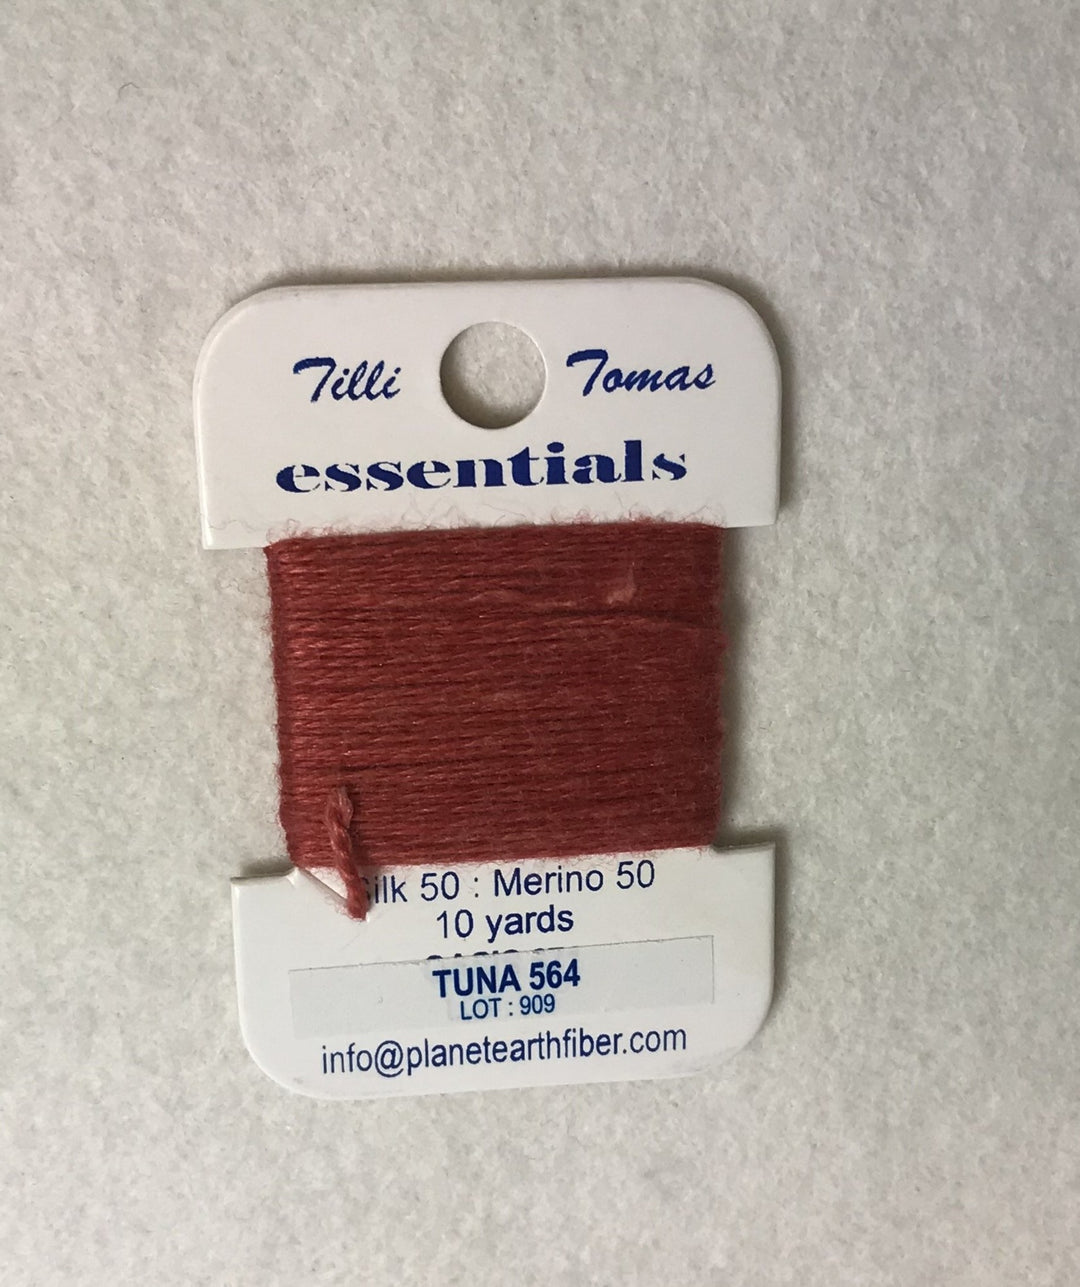 Tilli Tomas
essentials
Silk 50 : Merino 50
10 yards
TUNA 564
LOT : 909
info@planetearthfiber.com